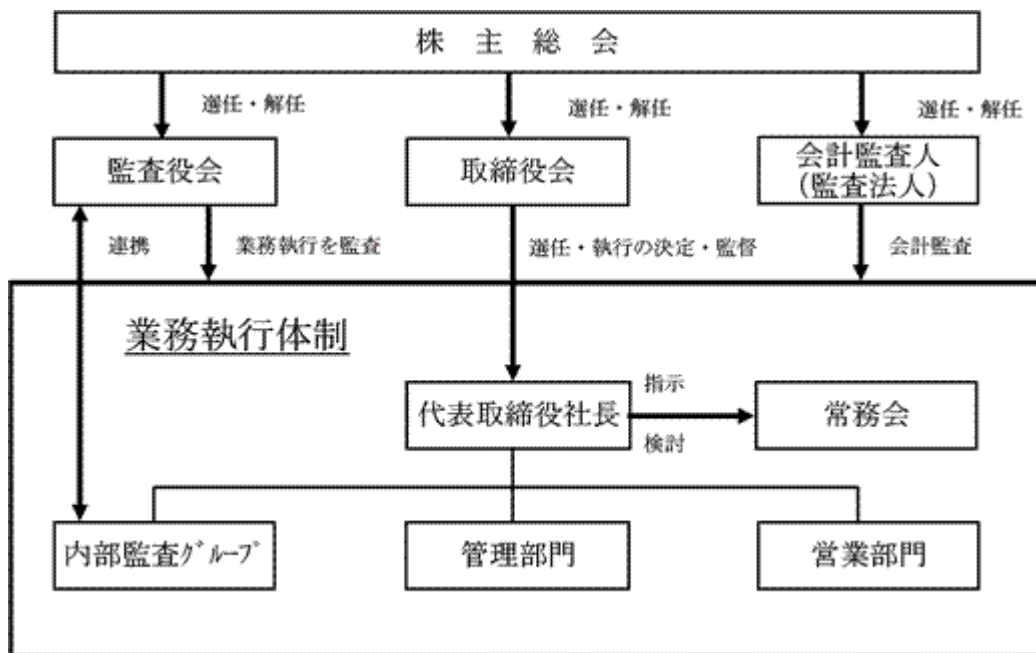 株主総会
選任・解任
選任・解任
選任・解任
監査役会
取締役会
会計監査人
（監査法人）
連携
業務執行を監査
選任・執行の決定・監督
会計監査
業務執行体制
代表取締役社長
指示
検討
常務会
内部監査ｸﾞﾙｰﾌﾟ
管理部門
営業部門